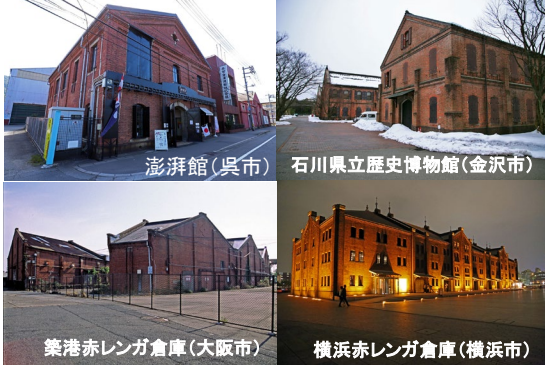 澎湃館（呉市）
石川県立歴史博物館（金沢市）
築港赤レンガ倉庫（大阪市）
横浜赤レンガ倉庫（横浜市）